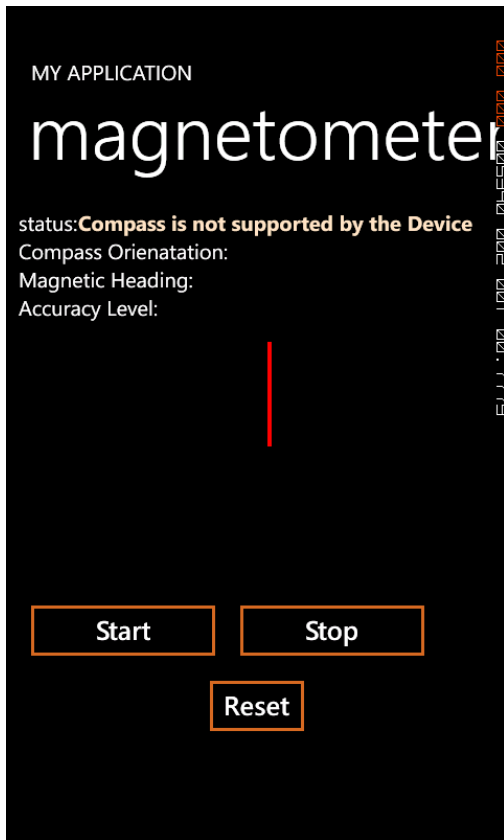 MY APPLICATION
magnetometer
status:Compass is not supported by the Device
Compass Orienatation:
Magnetic Heading:
Accuracy Level:
Start
Stop
Reset